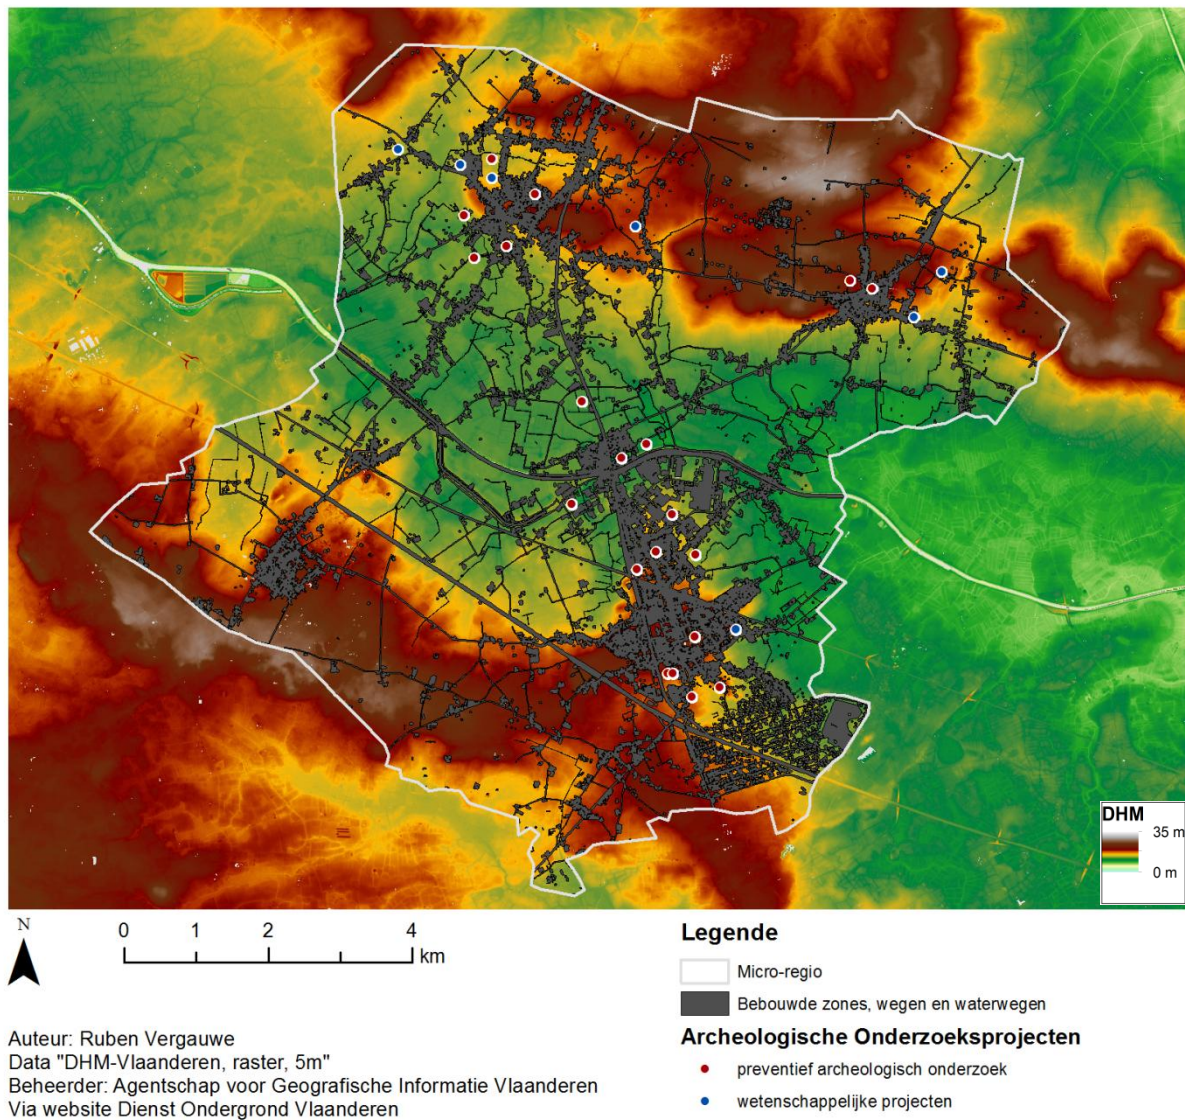 DHM
35 m
0 m
N
0 1 2 4
km
Legende
Micro-regio
Bebouwde zones, wegen en waterwegen
Archeologische Onderzoeksprojecten
preventief archeologisch onderzoek
wetenschappelijke projecten
Auteur: Ruben Vergauwe
Data "DHM-Vlaanderen, raster, 5m"
Beheerder: Agentschap voor Geografische Informatie Vlaanderen
Via website Dienst Ondergrond Vlaanderen